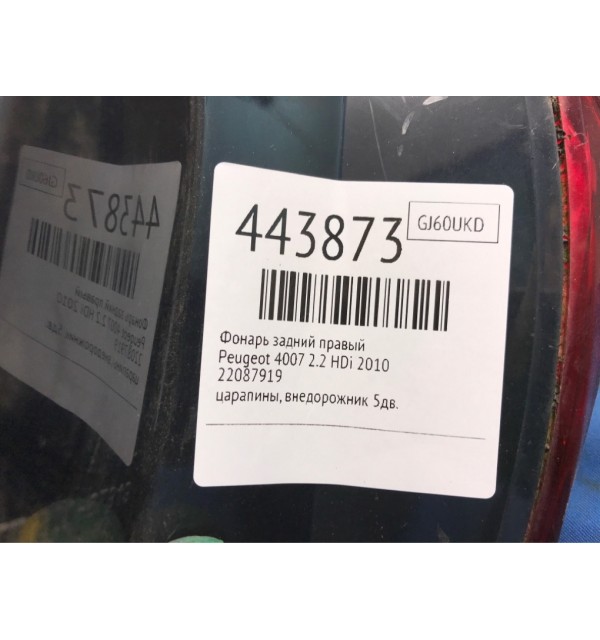 443873
GJ60UKD
Фонарь задний правый
Peugeot 4007 2.2 HDi 2010
22087919
царапины, внедорожник 5дв.